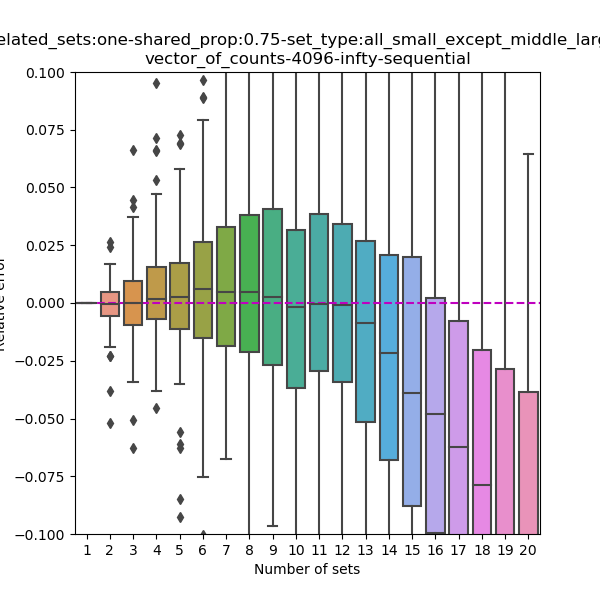 elated_sets:one-shared_prop:0.75-set_type:all_small_except_middle_larg
vector_of_counts-4096-infty-sequential
0.100
0.075
0.050
0.025
0.000
−0.025
−0.050
−0.075
−0.100
Relative error
1 2 3 4 5 6 7 8 9 10 11 12 13 14 15 16 17 18 19 20
Number of sets